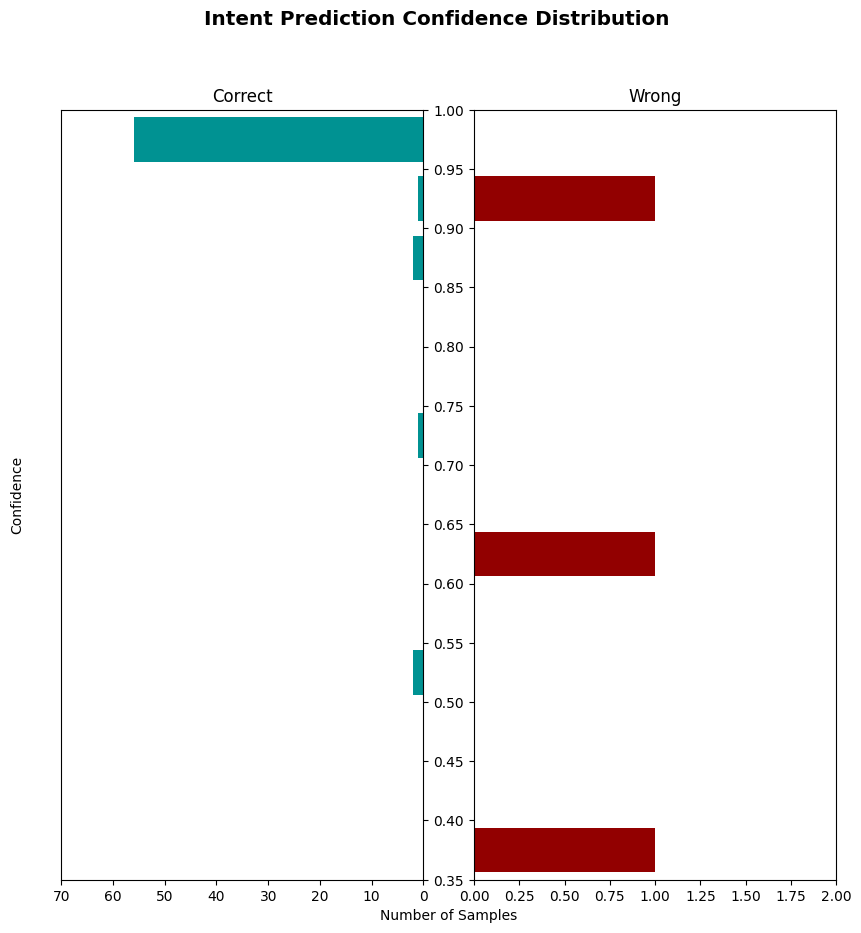 Intent Prediction Confidence Distribution
Correct
Wrong
1.00
0.95
0.90
0.85
0.80
0.75
0.70
0.65
0.60
0.55
0.50
0.45
0.40
0.35
Confidence
70 60 50 40 30 20 10 0
0.00 0.25 0.50 0.75 1.00 1.25 1.50 1.75 2.00
Number of Samples